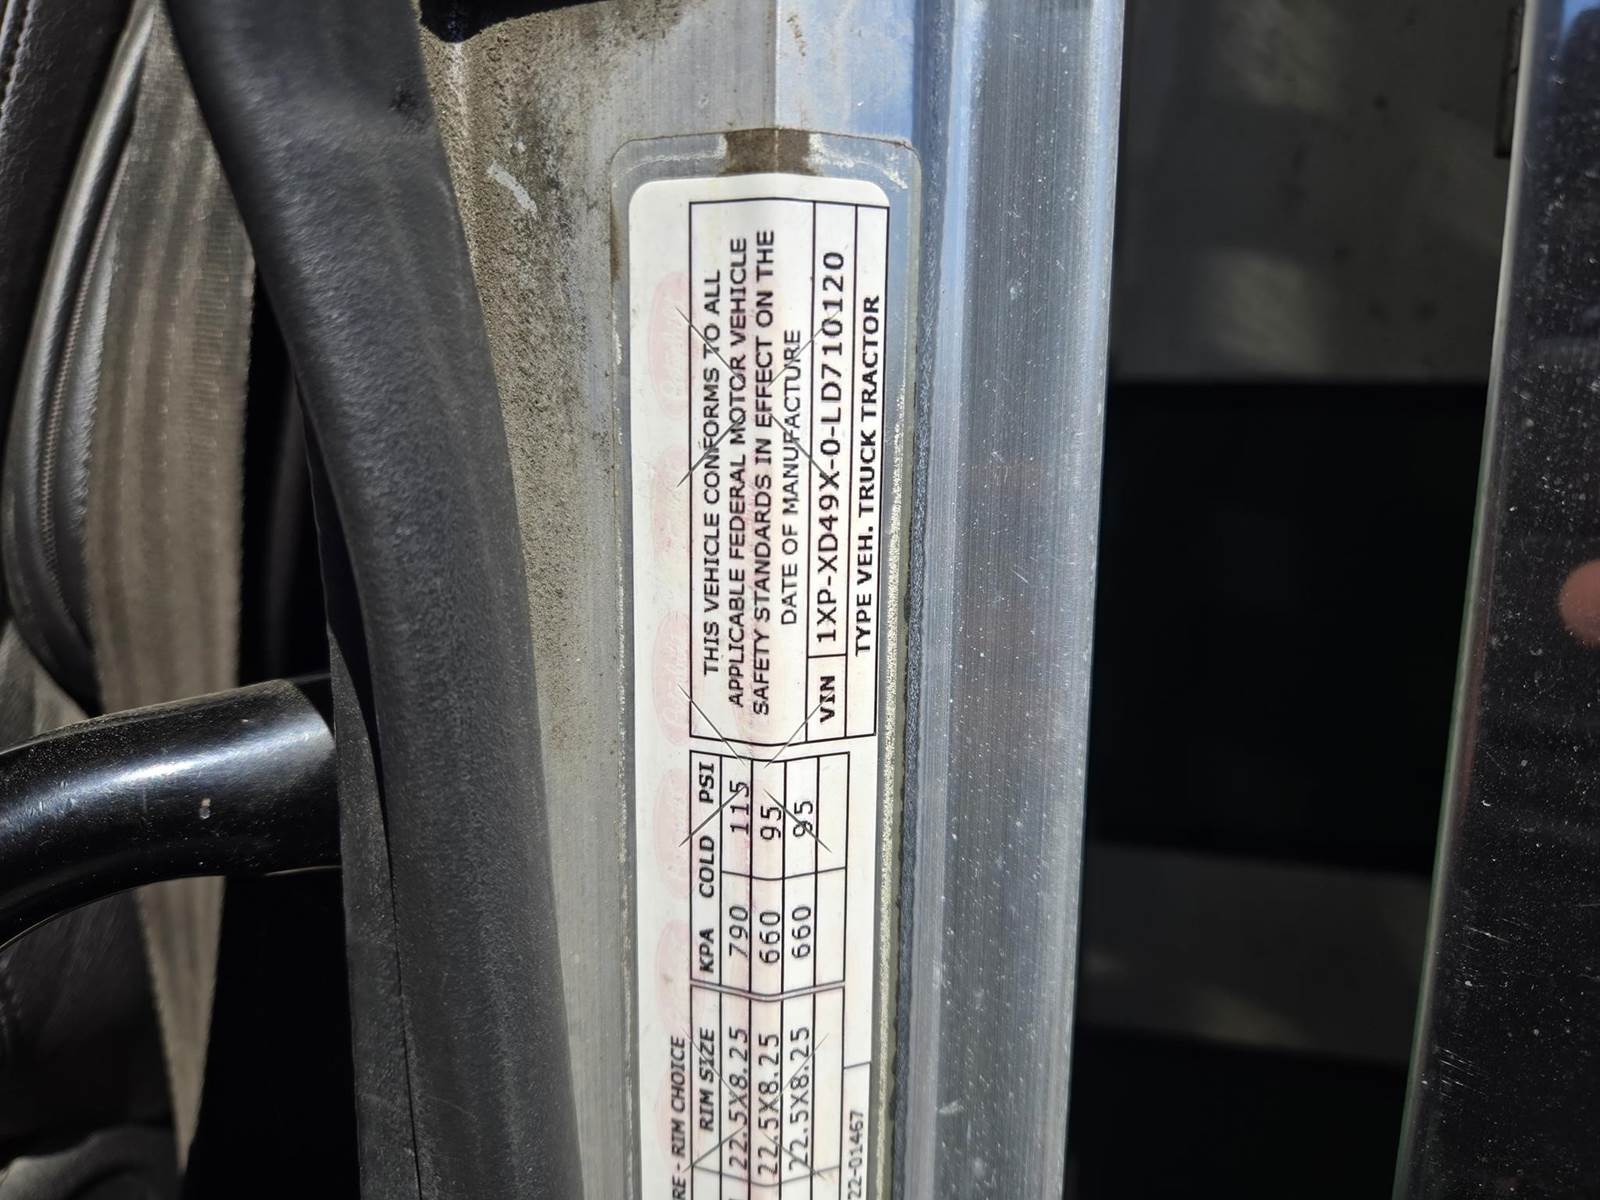 RE - RIM CHOICE
RIM SIZE KPA COLD PSI
22.5X8.25 790 115
22.5X8.25 660 95
22.5X8.25 660 95
22-01467
THIS VEHICLE CONFORMS TO ALL
APPLICABLE FEDERAL MOTOR VEHICLE
SAFETY STANDARDS IN EFFECT ON THE
DATE OF MANUFACTURE
VIN 1XP-XD49X-0-LD710120
TYPE VEH. TRUCK TRACTOR